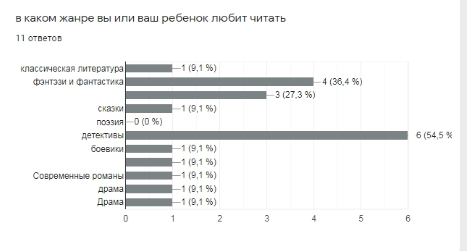 в каком жанре вы или ваш ребенок любит читать
11 ответов
классическая литература 1 (9,1 %)
фэнтэзи и фантастика 4 (36,4 %)
3 (27,3 %)
сказки 1 (9,1 %)
поэзия 0 (0 %)
детективы 6 (54,5 %
боевики 1 (9,1 %)
1 (9,1 %)
Современные романы 1 (9,1 %)
драма 1 (9,1 %)
Драма 1 (9,1 %)
0 1 2 3 4 5 6